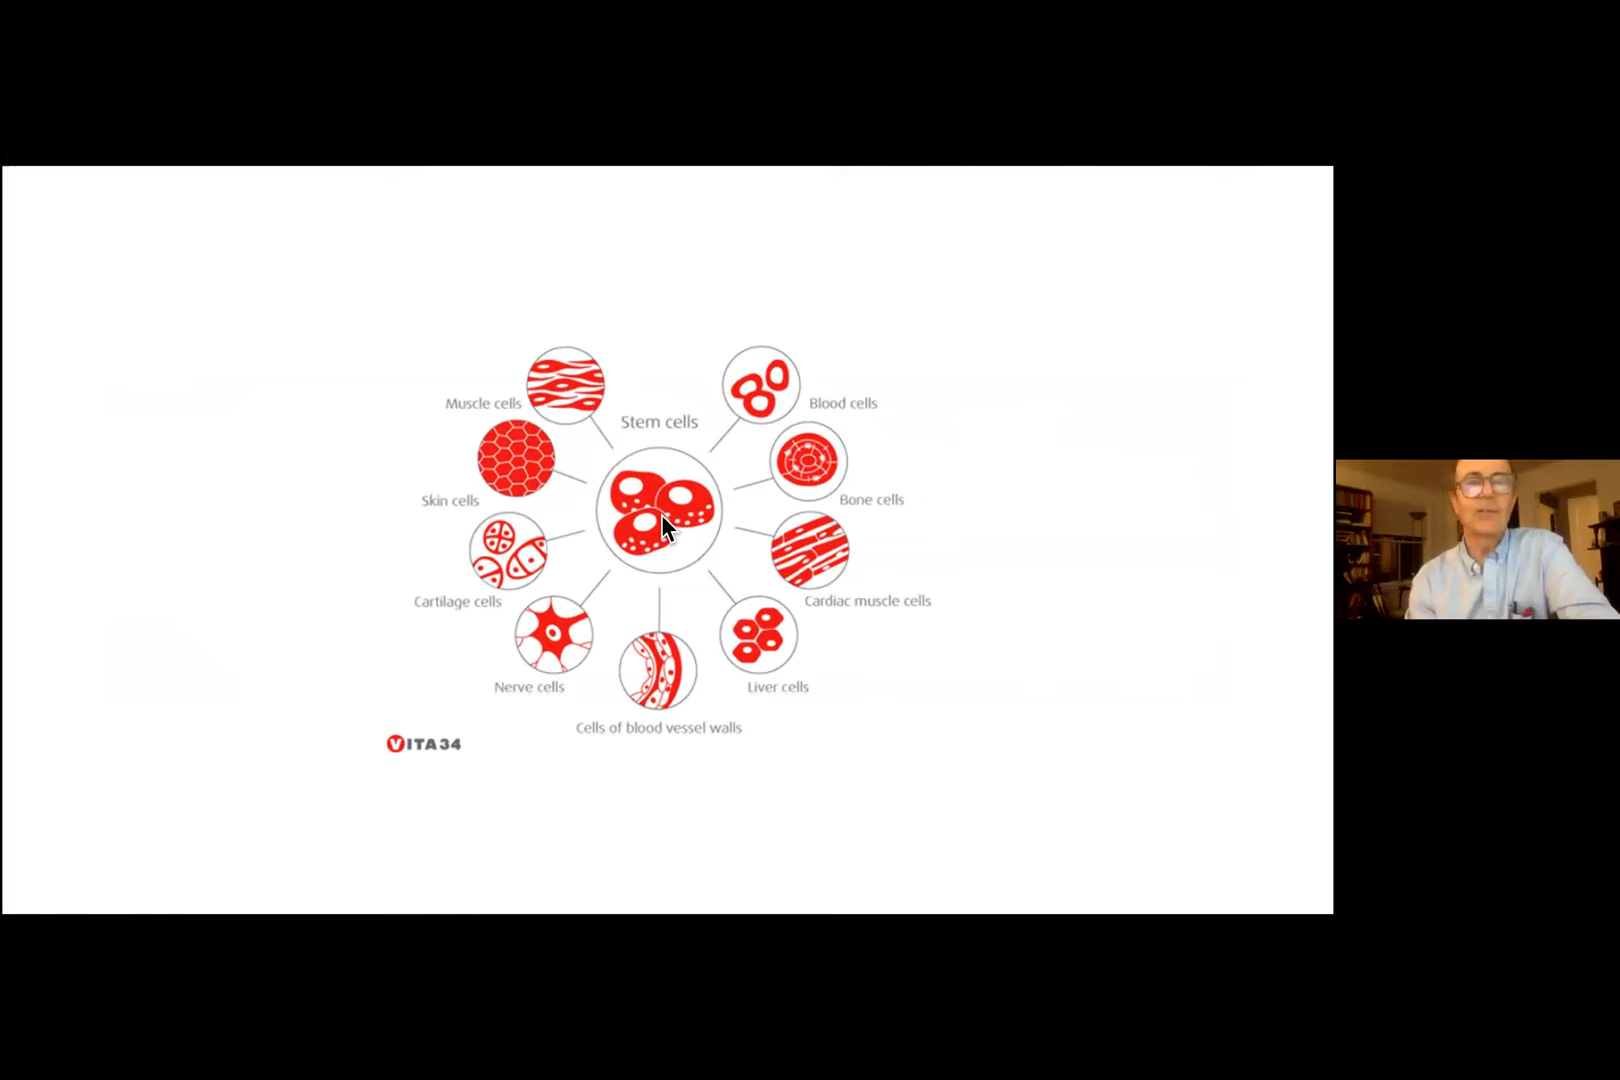 Muscle cells
Blood cells
Stem cells
Skin cells
Bone cells
Cartilage cells
Cardiac muscle cells
Nerve cells
Liver cells
Cells of blood vessel walls
VITA34